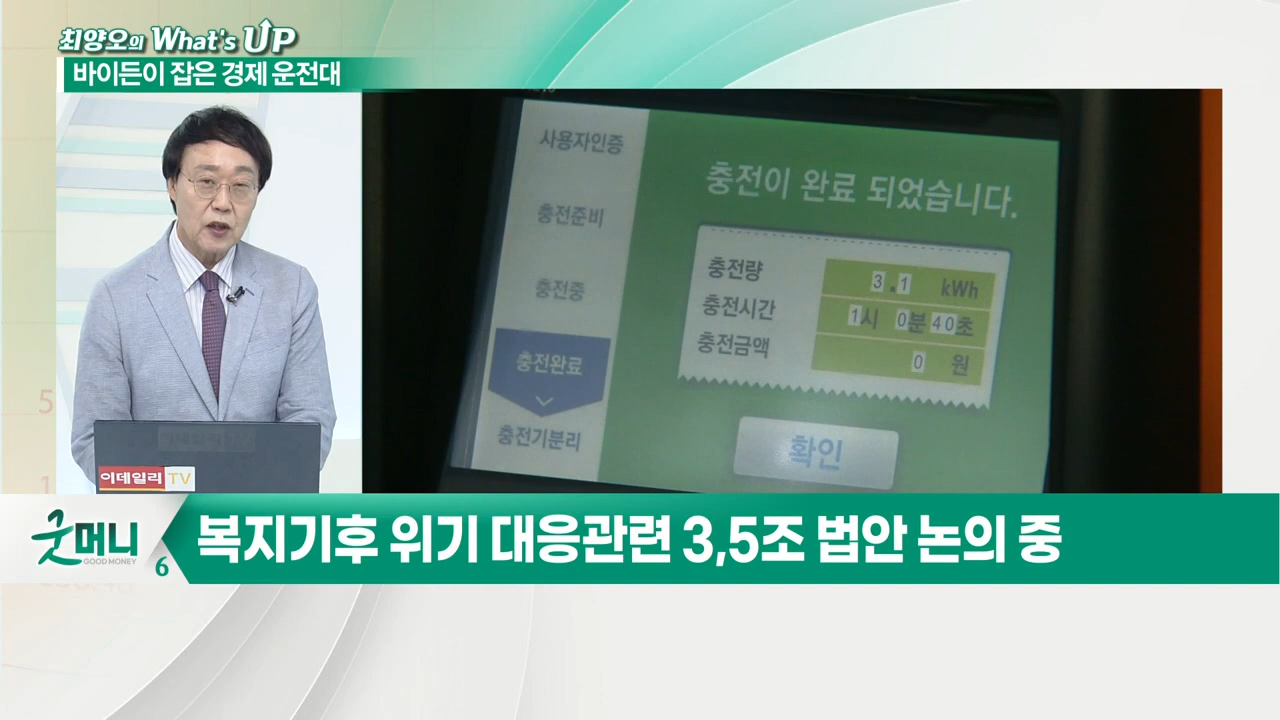 최양오의 What's UP
바이든이 잡은 경제 운전대
사용자인증
충전준비
충전중
충전완료
충전기분리
충전이 완료 되었습니다.
충전량 3.1 kWh
충전시간 1시 0분 40초
충전금액 0 원
확인
이데일리 TV
굿머니
GOOD MONEY
6
복지기후 위기 대응관련 3,5조 법안 논의 중